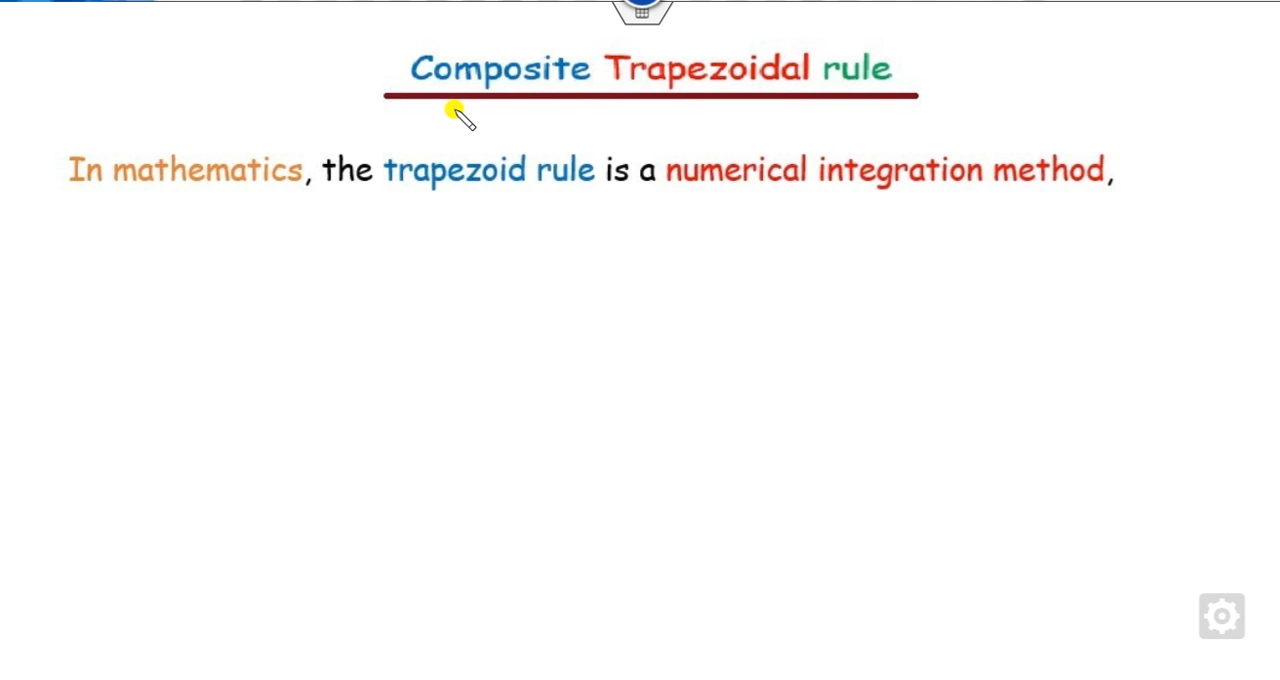 Composite Trapezoidal rule
In mathematics, the trapezoid rule is a numerical integration method,